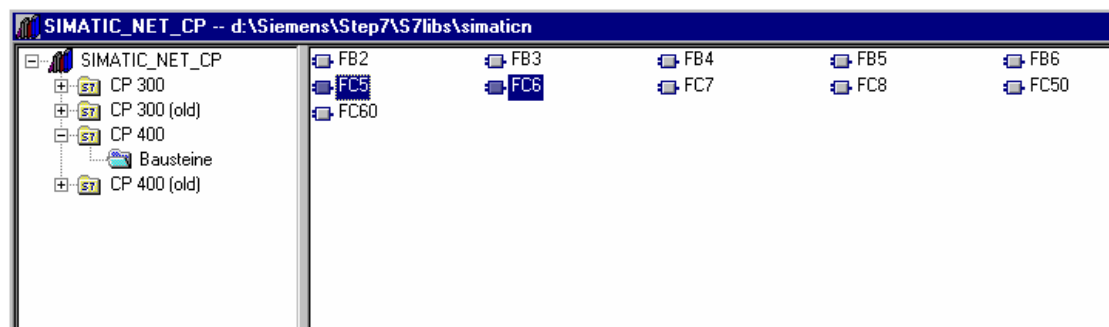 SIMATIC_NET_CP -- d:\Siemens\Step7\S7libs\simaticn
SIMATIC_NET_CP
CP 300
CP 300 (old)
CP 400
Bausteine
CP 400 (old)
FB2 FB3 FB4 FB5 FB6
FC5 FC6 FC7 FC8 FC50
FC60